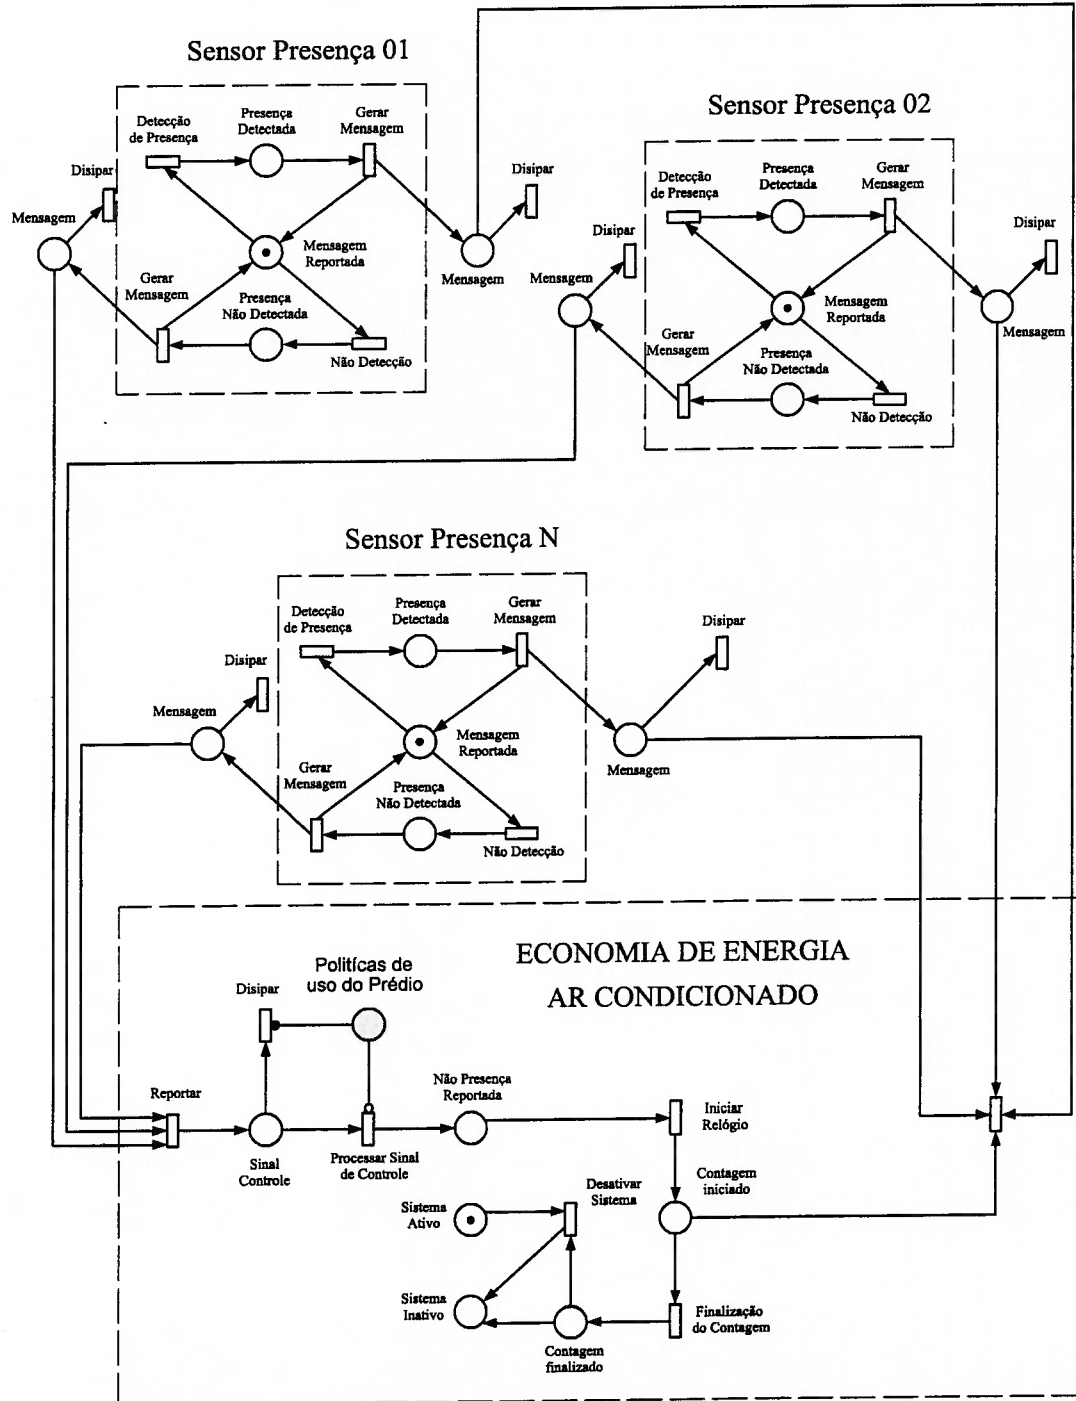 Sensor Presença 01
Detecção
de Presença
Presença
Detectada
Gerar
Mensagem
Disipar
Mensagem
Mensagem
Reportada
Gerar
Mensagem
Presença
Não Detectada
Não Detecção
Disipar
Mensagem
Sensor Presença 02
Detecção
de Presença
Presença
Detectada
Gerar
Mensagem
Disipar
Mensagem
Mensagem
Reportada
Gerar
Mensagem
Presença
Não Detectada
Não Detecção
Disipar
Mensagem
Sensor Presença N
Detecção
de Presença
Presença
Detectada
Gerar
Mensagem
Disipar
Mensagem
Mensagem
Reportada
Gerar
Mensagem
Presença
Não Detectada
Não Detecção
Disipar
Mensagem
ECONOMIA DE ENERGIA
AR CONDICIONADO
Politícas de
uso do Prédio
Disipar
Reportar
Sinal
Controle
Processar Sinal
de Controle
Não Presença
Reportada
Iniciar
Relógio
Contagem
iniciado
Desativar
Sistema
Sistema
Ativo
Sistema
Inativo
Contagem
finalizado
Finalização
do Contagem